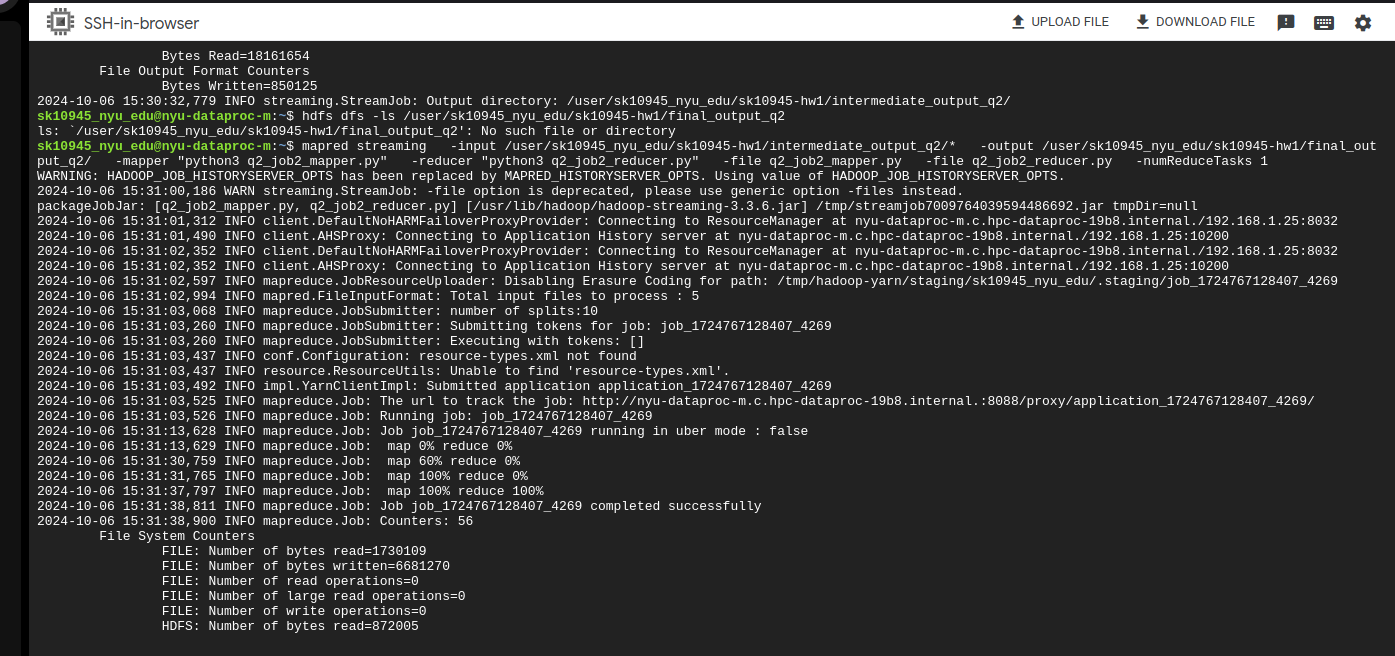 SSH-in-browser
UPLOAD FILE
DOWNLOAD FILE
Bytes Read=18161654
File Output Format Counters
Bytes Written=850125
2024-10-06 15:30:32,779 INFO streaming.StreamJob: Output directory: /user/sk10945_nyu_edu/sk10945-hw1/intermediate_output_q2/
sk10945_nyu_edu@nyu-dataproc-m:~$ hdfs dfs -ls /user/sk10945_nyu_edu/sk10945-hw1/final_output_q2
ls: `/user/sk10945_nyu_edu/sk10945-hw1/final_output_q2': No such file or directory
sk10945_nyu_edu@nyu-dataproc-m:~$ mapred streaming   -input /user/sk10945_nyu_edu/sk10945-hw1/intermediate_output_q2/*   -output /user/sk10945_nyu_edu/sk10945-hw1/final_out
put_q2/   -mapper "python3 q2_job2_mapper.py"   -reducer "python3 q2_job2_reducer.py"   -file q2_job2_mapper.py   -file q2_job2_reducer.py   -numReduceTasks 1
WARNING: HADOOP_JOB_HISTORYSERVER_OPTS has been replaced by MAPRED_HISTORYSERVER_OPTS. Using value of HADOOP_JOB_HISTORYSERVER_OPTS.
2024-10-06 15:31:00,186 WARN streaming.StreamJob: -file option is deprecated, please use generic option -files instead.
packageJobJar: [q2_job2_mapper.py, q2_job2_reducer.py] [/usr/lib/hadoop/hadoop-streaming-3.3.6.jar] /tmp/streamjob7009764039594486692.jar tmpDir=null
2024-10-06 15:31:01,312 INFO client.DefaultNoHARMFailoverProxyProvider: Connecting to ResourceManager at nyu-dataproc-m.c.hpc-dataproc-19b8.internal./192.168.1.25:8032
2024-10-06 15:31:01,490 INFO client.AHSProxy: Connecting to Application History server at nyu-dataproc-m.c.hpc-dataproc-19b8.internal./192.168.1.25:10200
2024-10-06 15:31:02,352 INFO client.DefaultNoHARMFailoverProxyProvider: Connecting to ResourceManager at nyu-dataproc-m.c.hpc-dataproc-19b8.internal./192.168.1.25:8032
2024-10-06 15:31:02,352 INFO client.AHSProxy: Connecting to Application History server at nyu-dataproc-m.c.hpc-dataproc-19b8.internal./192.168.1.25:10200
2024-10-06 15:31:02,597 INFO mapreduce.JobResourceUploader: Disabling Erasure Coding for path: /tmp/hadoop-yarn/staging/sk10945_nyu_edu/.staging/job_1724767128407_4269
2024-10-06 15:31:02,994 INFO mapred.FileInputFormat: Total input files to process : 5
2024-10-06 15:31:03,068 INFO mapreduce.JobSubmitter: number of splits:10
2024-10-06 15:31:03,260 INFO mapreduce.JobSubmitter: Submitting tokens for job: job_1724767128407_4269
2024-10-06 15:31:03,260 INFO mapreduce.JobSubmitter: Executing with tokens: []
2024-10-06 15:31:03,437 INFO conf.Configuration: resource-types.xml not found
2024-10-06 15:31:03,437 INFO resource.ResourceUtils: Unable to find 'resource-types.xml'.
2024-10-06 15:31:03,492 INFO impl.YarnClientImpl: Submitted application application_1724767128407_4269
2024-10-06 15:31:03,525 INFO mapreduce.Job: The url to track the job: http://nyu-dataproc-m.c.hpc-dataproc-19b8.internal.:8088/proxy/application_1724767128407_4269/
2024-10-06 15:31:03,526 INFO mapreduce.Job: Running job: job_1724767128407_4269
2024-10-06 15:31:13,628 INFO mapreduce.Job: Job job_1724767128407_4269 running in uber mode : false
2024-10-06 15:31:13,629 INFO mapreduce.Job:  map 0% reduce 0%
2024-10-06 15:31:30,759 INFO mapreduce.Job:  map 60% reduce 0%
2024-10-06 15:31:31,765 INFO mapreduce.Job:  map 100% reduce 0%
2024-10-06 15:31:37,797 INFO mapreduce.Job:  map 100% reduce 100%
2024-10-06 15:31:38,811 INFO mapreduce.Job: Job job_1724767128407_4269 completed successfully
2024-10-06 15:31:38,900 INFO mapreduce.Job: Counters: 56
File System Counters
FILE: Number of bytes read=1730109
FILE: Number of bytes written=6681270
FILE: Number of read operations=0
FILE: Number of large read operations=0
FILE: Number of write operations=0
HDFS: Number of bytes read=872005